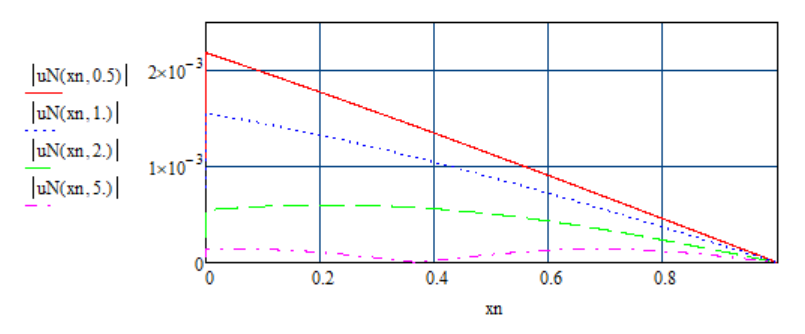 |uN(xn, 0.5)|
|uN(xn, 1.)|
|uN(xn, 2.)|
|uN(xn, 5.)|
2×10⁻³
1×10⁻³
0
0 0.2 0.4 0.6 0.8
xn